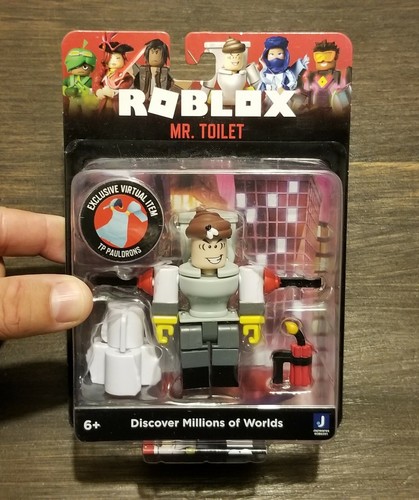 ROBLOX
MR. TOILET
EXCLUSIVE VIRTUAL ITEM
TP PAULDRONS
6+
Discover Millions of Worlds
J